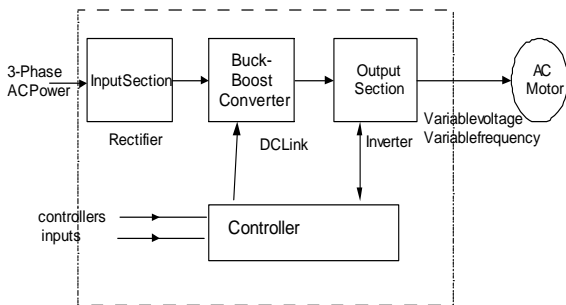 3-Phase
ACPower
InputSection
Rectifier
Buck-
Boost
Converter
DCLink
Output
Section
Inverter
Variablevoltage
Variablefrequency
AC
Motor
controllers
inputs
Controller